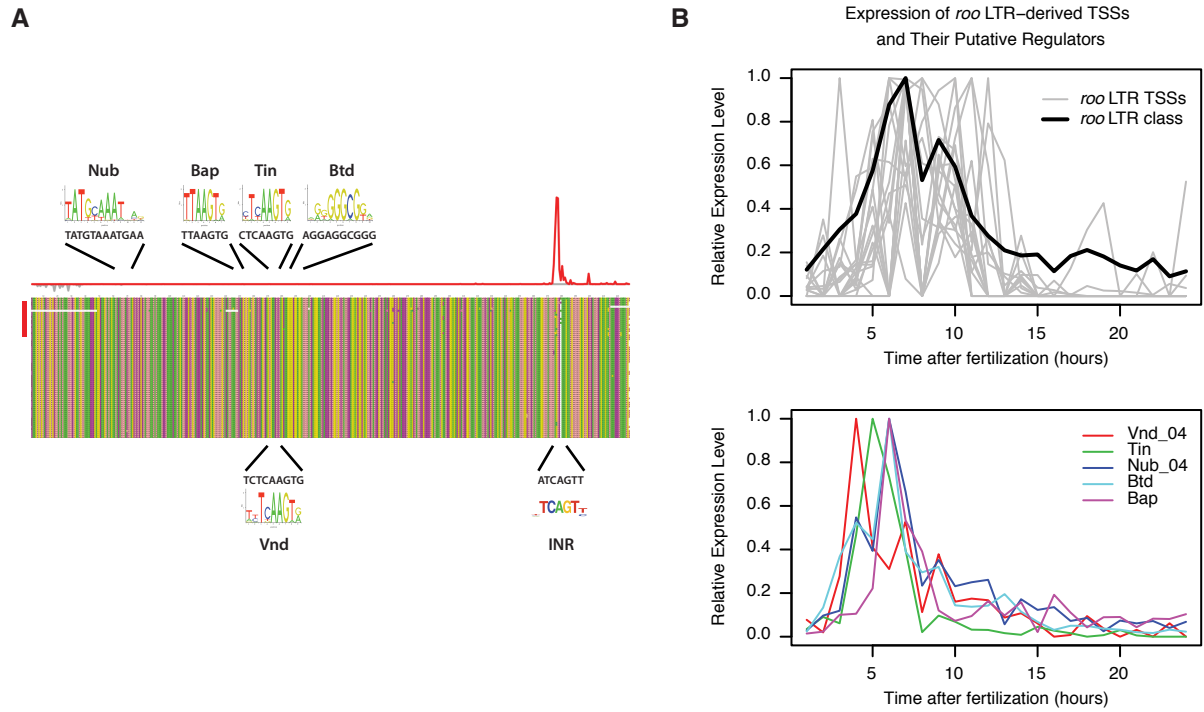 A
Nub
Bap
Tin
Btd
TATGTAAATGAA
TTAAGTG
CTCAAGTG
AGGAGGCGGG
TCTCAAGTG
Vnd
ATCAGTT
TCAGT
INR
B
Expression of roo LTR−derived TSSs
and Their Putative Regulators
Relative Expression Level
1.0
0.8
0.6
0.4
0.2
0.0
roo LTR TSSs
roo LTR class
5
10
15
20
Time after fertilization (hours)
Relative Expression Level
1.0
0.8
0.6
0.4
0.2
0.0
Vnd_04
Tin
Nub_04
Btd
Bap
5
10
15
20
Time after fertilization (hours)